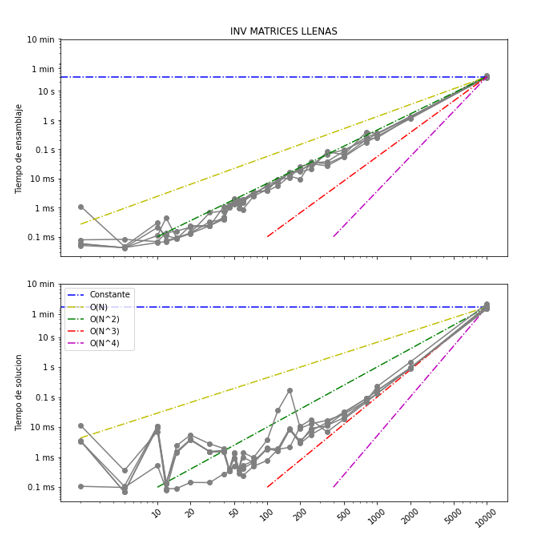 INV MATRICES LLENAS
10 min
1 min
10 s
1 s
0.1 s
10 ms
1 ms
0.1 ms
Tiempo de ensamblaje
10 min
1 min
10 s
1 s
0.1 s
10 ms
1 ms
0.1 ms
Tiempo de solucion
Constante
O(N)
O(N^2)
O(N^3)
O(N^4)
10
20
50
100
200
500
1000
2000
5000
10000